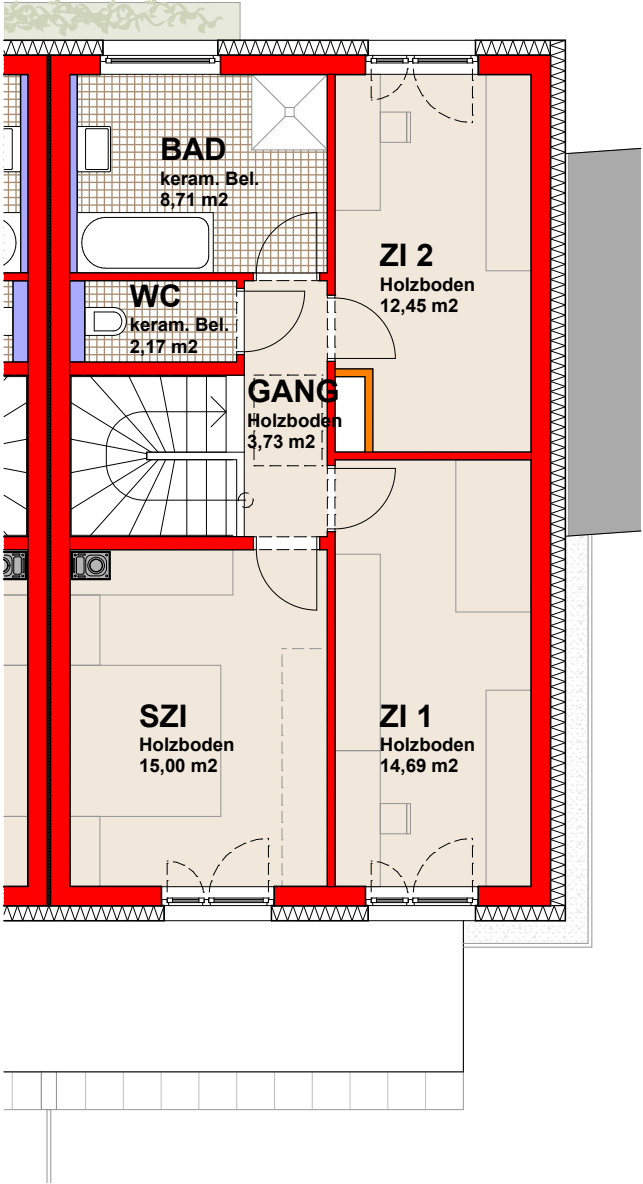 BAD
keram. Bel.
8,71 m2
ZI 2
Holzboden
12,45 m2
WC
keram. Bel.
2,17 m2
GANG
Holzboden
3,73 m2
SZI
Holzboden
15,00 m2
ZI 1
Holzboden
14,69 m2